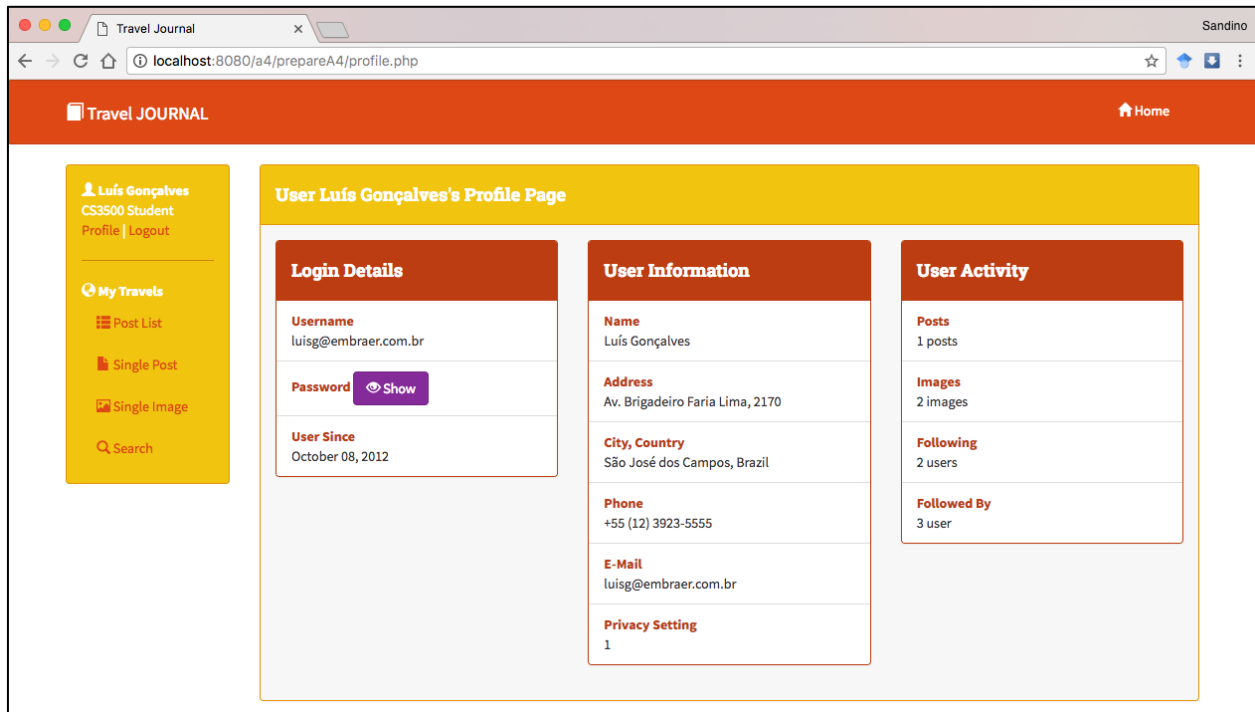 Travel Journal
Sandino
localhost:8080/a4/prepareA4/profile.php
Travel JOURNAL
Home
Luís Gonçalves
CS3500 Student
Profile | Logout
My Travels
Post List
Single Post
Single Image
Search
User Luís Gonçalves's Profile Page
Login Details
Username
luisg@embraer.com.br
Password Show
User Since
October 08, 2012
User Information
Name
Luís Gonçalves
Address
Av. Brigadeiro Faria Lima, 2170
City, Country
São José dos Campos, Brazil
Phone
+55 (12) 3923-5555
E-Mail
luisg@embraer.com.br
Privacy Setting
1
User Activity
Posts
1 posts
Images
2 images
Following
2 users
Followed By
3 user